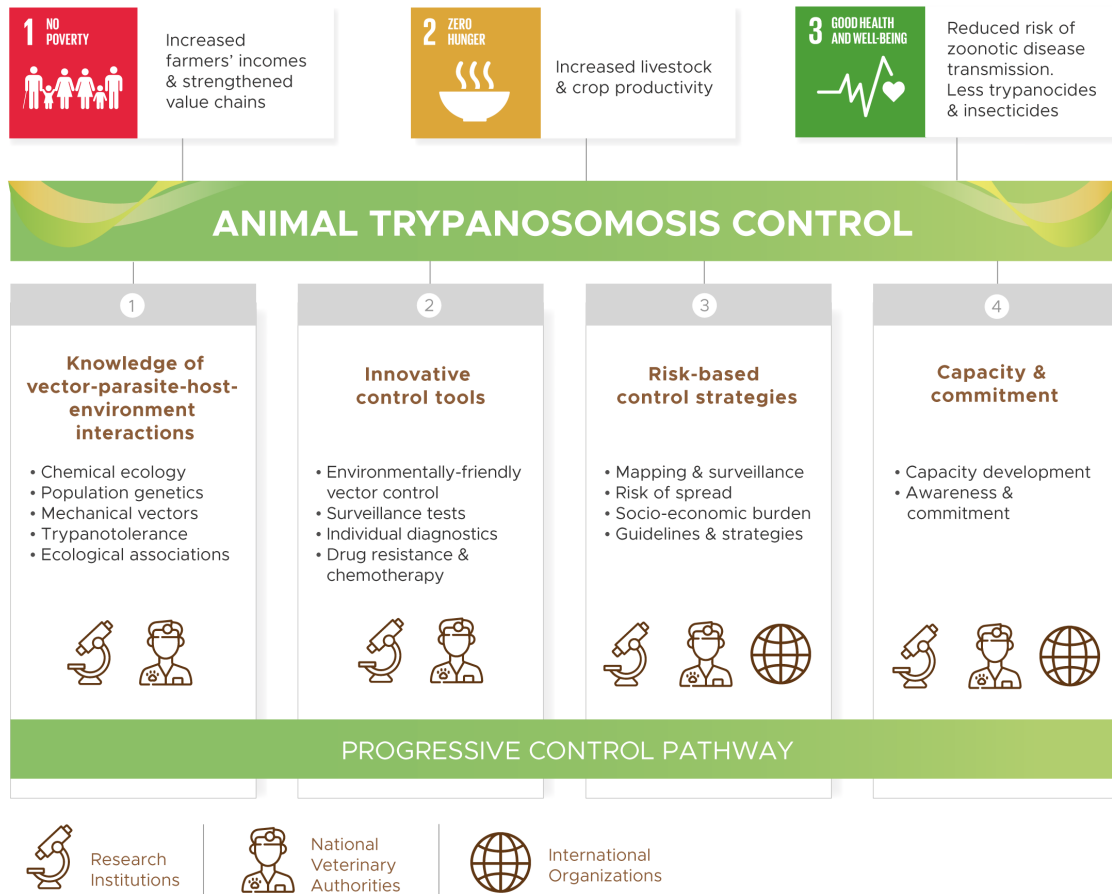 1 NO
POVERTY
Increased
farmers' incomes
& strengthened
value chains
2 ZERO
HUNGER
Increased livestock
& crop productivity
3 GOOD HEALTH
AND WELL-BEING
Reduced risk of
zoonotic disease
transmission.
Less trypanocides
& insecticides
ANIMAL TRYPANOSOMOSIS CONTROL
1
Knowledge of
vector-parasite-host-
environment
interactions
• Chemical ecology
• Population genetics
• Mechanical vectors
• Trypanotolerance
• Ecological associations
2
Innovative
control tools
• Environmentally-friendly
vector control
• Surveillance tests
• Individual diagnostics
• Drug resistance &
chemotherapy
3
Risk-based
control strategies
• Mapping & surveillance
• Risk of spread
• Socio-economic burden
• Guidelines & strategies
4
Capacity &
commitment
• Capacity development
• Awareness &
commitment
PROGRESSIVE CONTROL PATHWAY
Research
Institutions
National
Veterinary
Authorities
International
Organizations